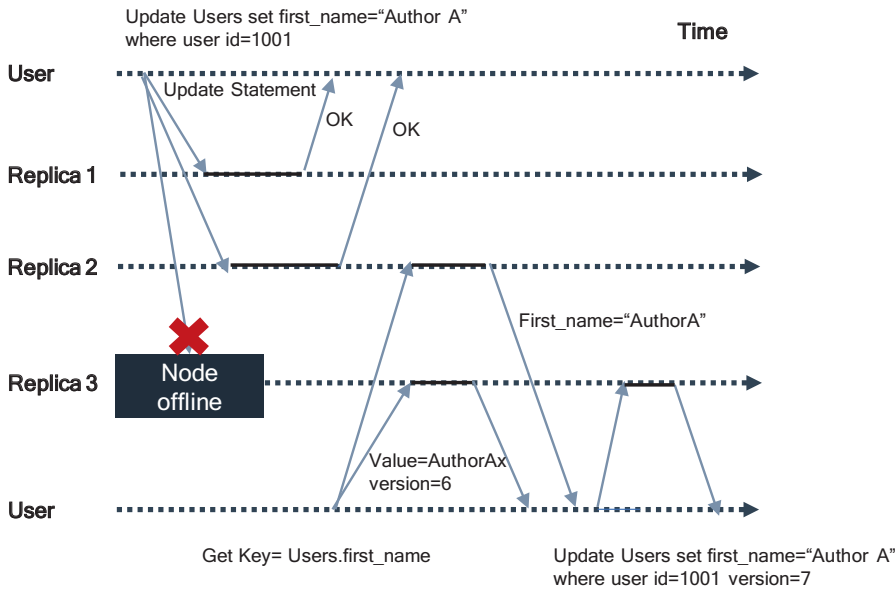 Update Users set first_name=“Author A”
where user id=1001
Time
User
Update Statement
OK
OK
Replica 1
Replica 2
First_name=“AuthorA”
Replica 3
Node
offline
Value=AuthorAx
version=6
User
Get Key= Users.first_name
Update Users set first_name=“Author A”
where user id=1001 version=7